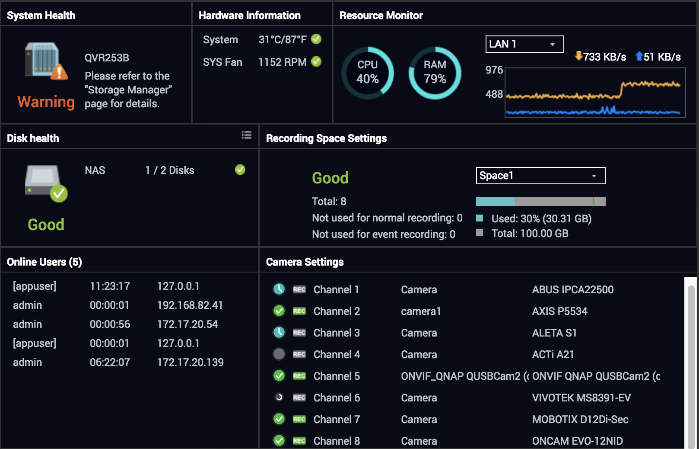 System Health
QVR253B
Please refer to the
"Storage Manager"
page for details.
Warning
Hardware Information
System 31°C/87°F
SYS Fan 1152 RPM
Resource Monitor
CPU
40%
RAM
79%
LAN 1
733 KB/s 51 KB/s
976
488
Disk health
NAS 1 / 2 Disks
Good
Recording Space Settings
Good
Space1
Total: 8
Not used for normal recording: 0
Not used for event recording: 0
Used: 30% (30.31 GB)
Total: 100.00 GB
Online Users (5)
[appuser] 11:23:17 127.0.0.1
admin 00:00:01 192.168.82.41
admin 00:00:56 172.17.20.54
[appuser] 00:00:01 127.0.0.1
admin 06:22:07 172.17.20.139
Camera Settings
REC Channel 1 Camera ABUS IPCA22500
REC Channel 2 camera1 AXIS P5534
REC Channel 3 Camera ALETA S1
REC Channel 4 Camera ACTi A21
REC Channel 5 ONVIF_QNAP QUSBCam2 (c ONVIF QNAP QUSBCam2 (c
REC Channel 6 Camera VIVOTEK MS8391-EV
REC Channel 7 Camera MOBOTIX D12Di-Sec
REC Channel 8 Camera ONCAM EVO-12NID